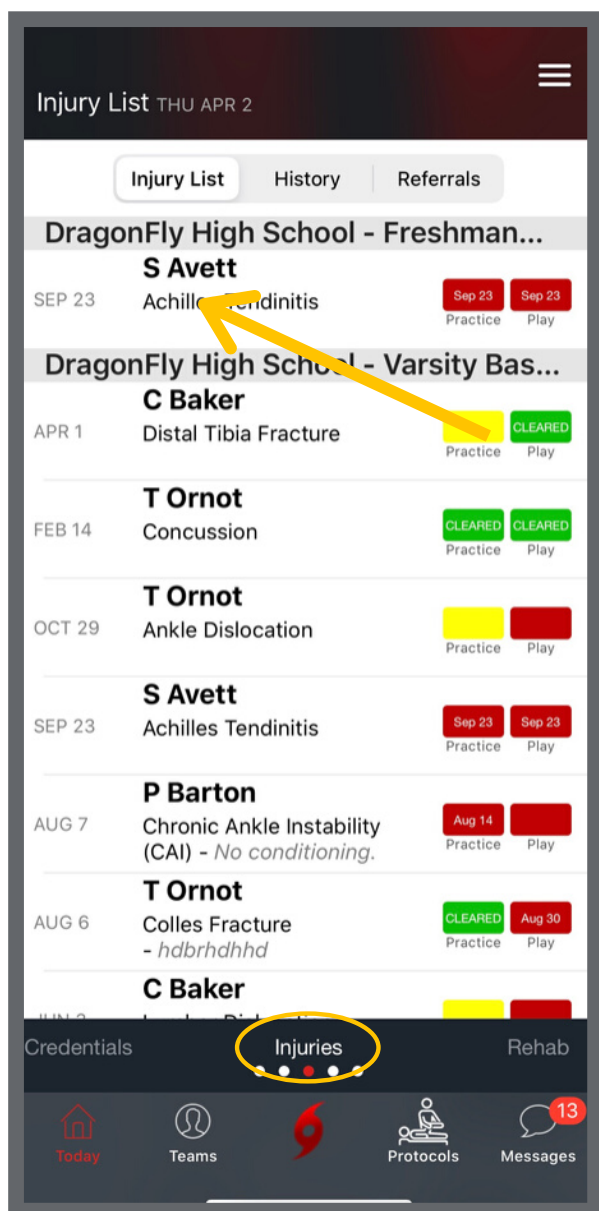 Injury List THU APR 2
Injury List History Referrals
DragonFly High School - Freshman...
S Avett
SEP 23 Achilles Tendinitis Sep 23 Sep 23
Practice Play
DragonFly High School - Varsity Bas...
C Baker
APR 1 Distal Tibia Fracture CLEARED
Practice Play
T Ornot
FEB 14 Concussion CLEARED CLEARED
Practice Play
T Ornot
OCT 29 Ankle Dislocation
Practice Play
S Avett
SEP 23 Achilles Tendinitis Sep 23 Sep 23
Practice Play
P Barton
AUG 7 Chronic Ankle Instability Aug 14
(CAI) - No conditioning. Practice Play
T Ornot
AUG 6 Colles Fracture CLEARED Aug 30
- hdbrhdhhd Practice Play
C Baker
Credentials Injuries Rehab
13
Today Teams Protocols Messages